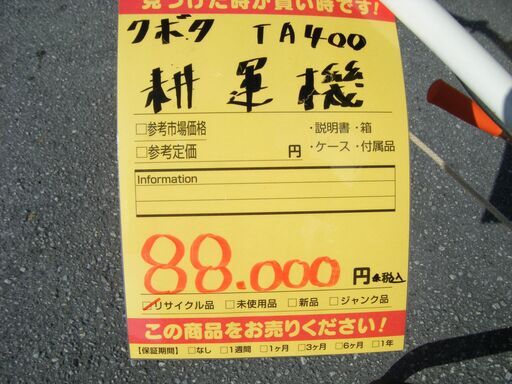 見つけた時が買い時です!
クボタ TA400
耕運機
□参考市場価格
□参考定価 円
・説明書・箱
・ケース・付属品
Information
88.000円税込
□リサイクル品 □未使用品 □新品 □ジャンク品
この商品をお売りください!
【保証期間】 □なし □1週間 □1ヶ月 □3ヶ月 □6ヶ月 □1年